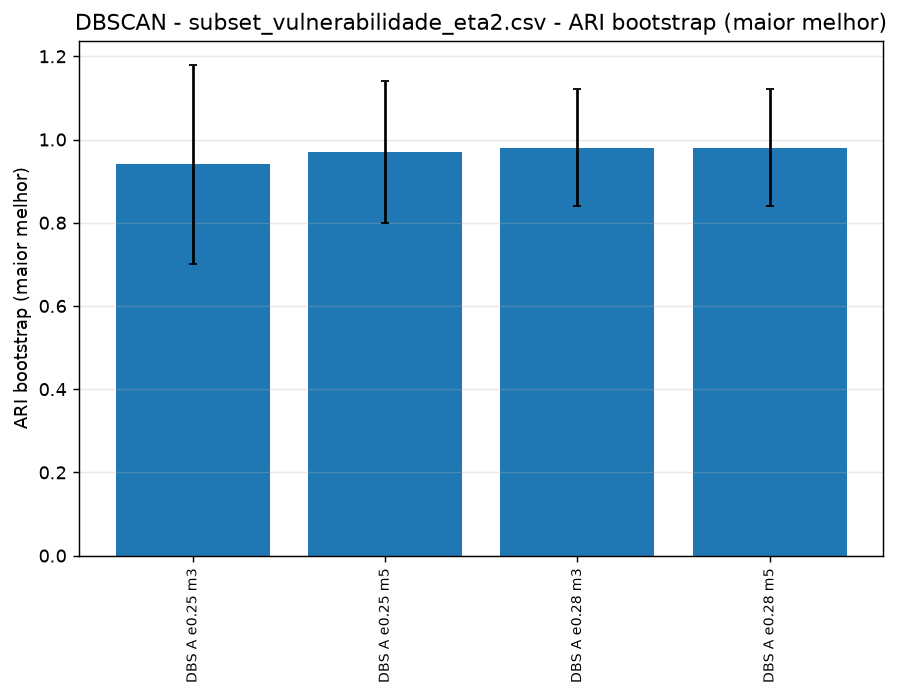 DBSCAN - subset_vulnerabilidade_eta2.csv - ARI bootstrap (maior melhor)
ARI bootstrap (maior melhor)
1.2
1.0
0.8
0.6
0.4
0.2
0.0
DBS A e0.25 m3
DBS A e0.25 m5
DBS A e0.28 m3
DBS A e0.28 m5